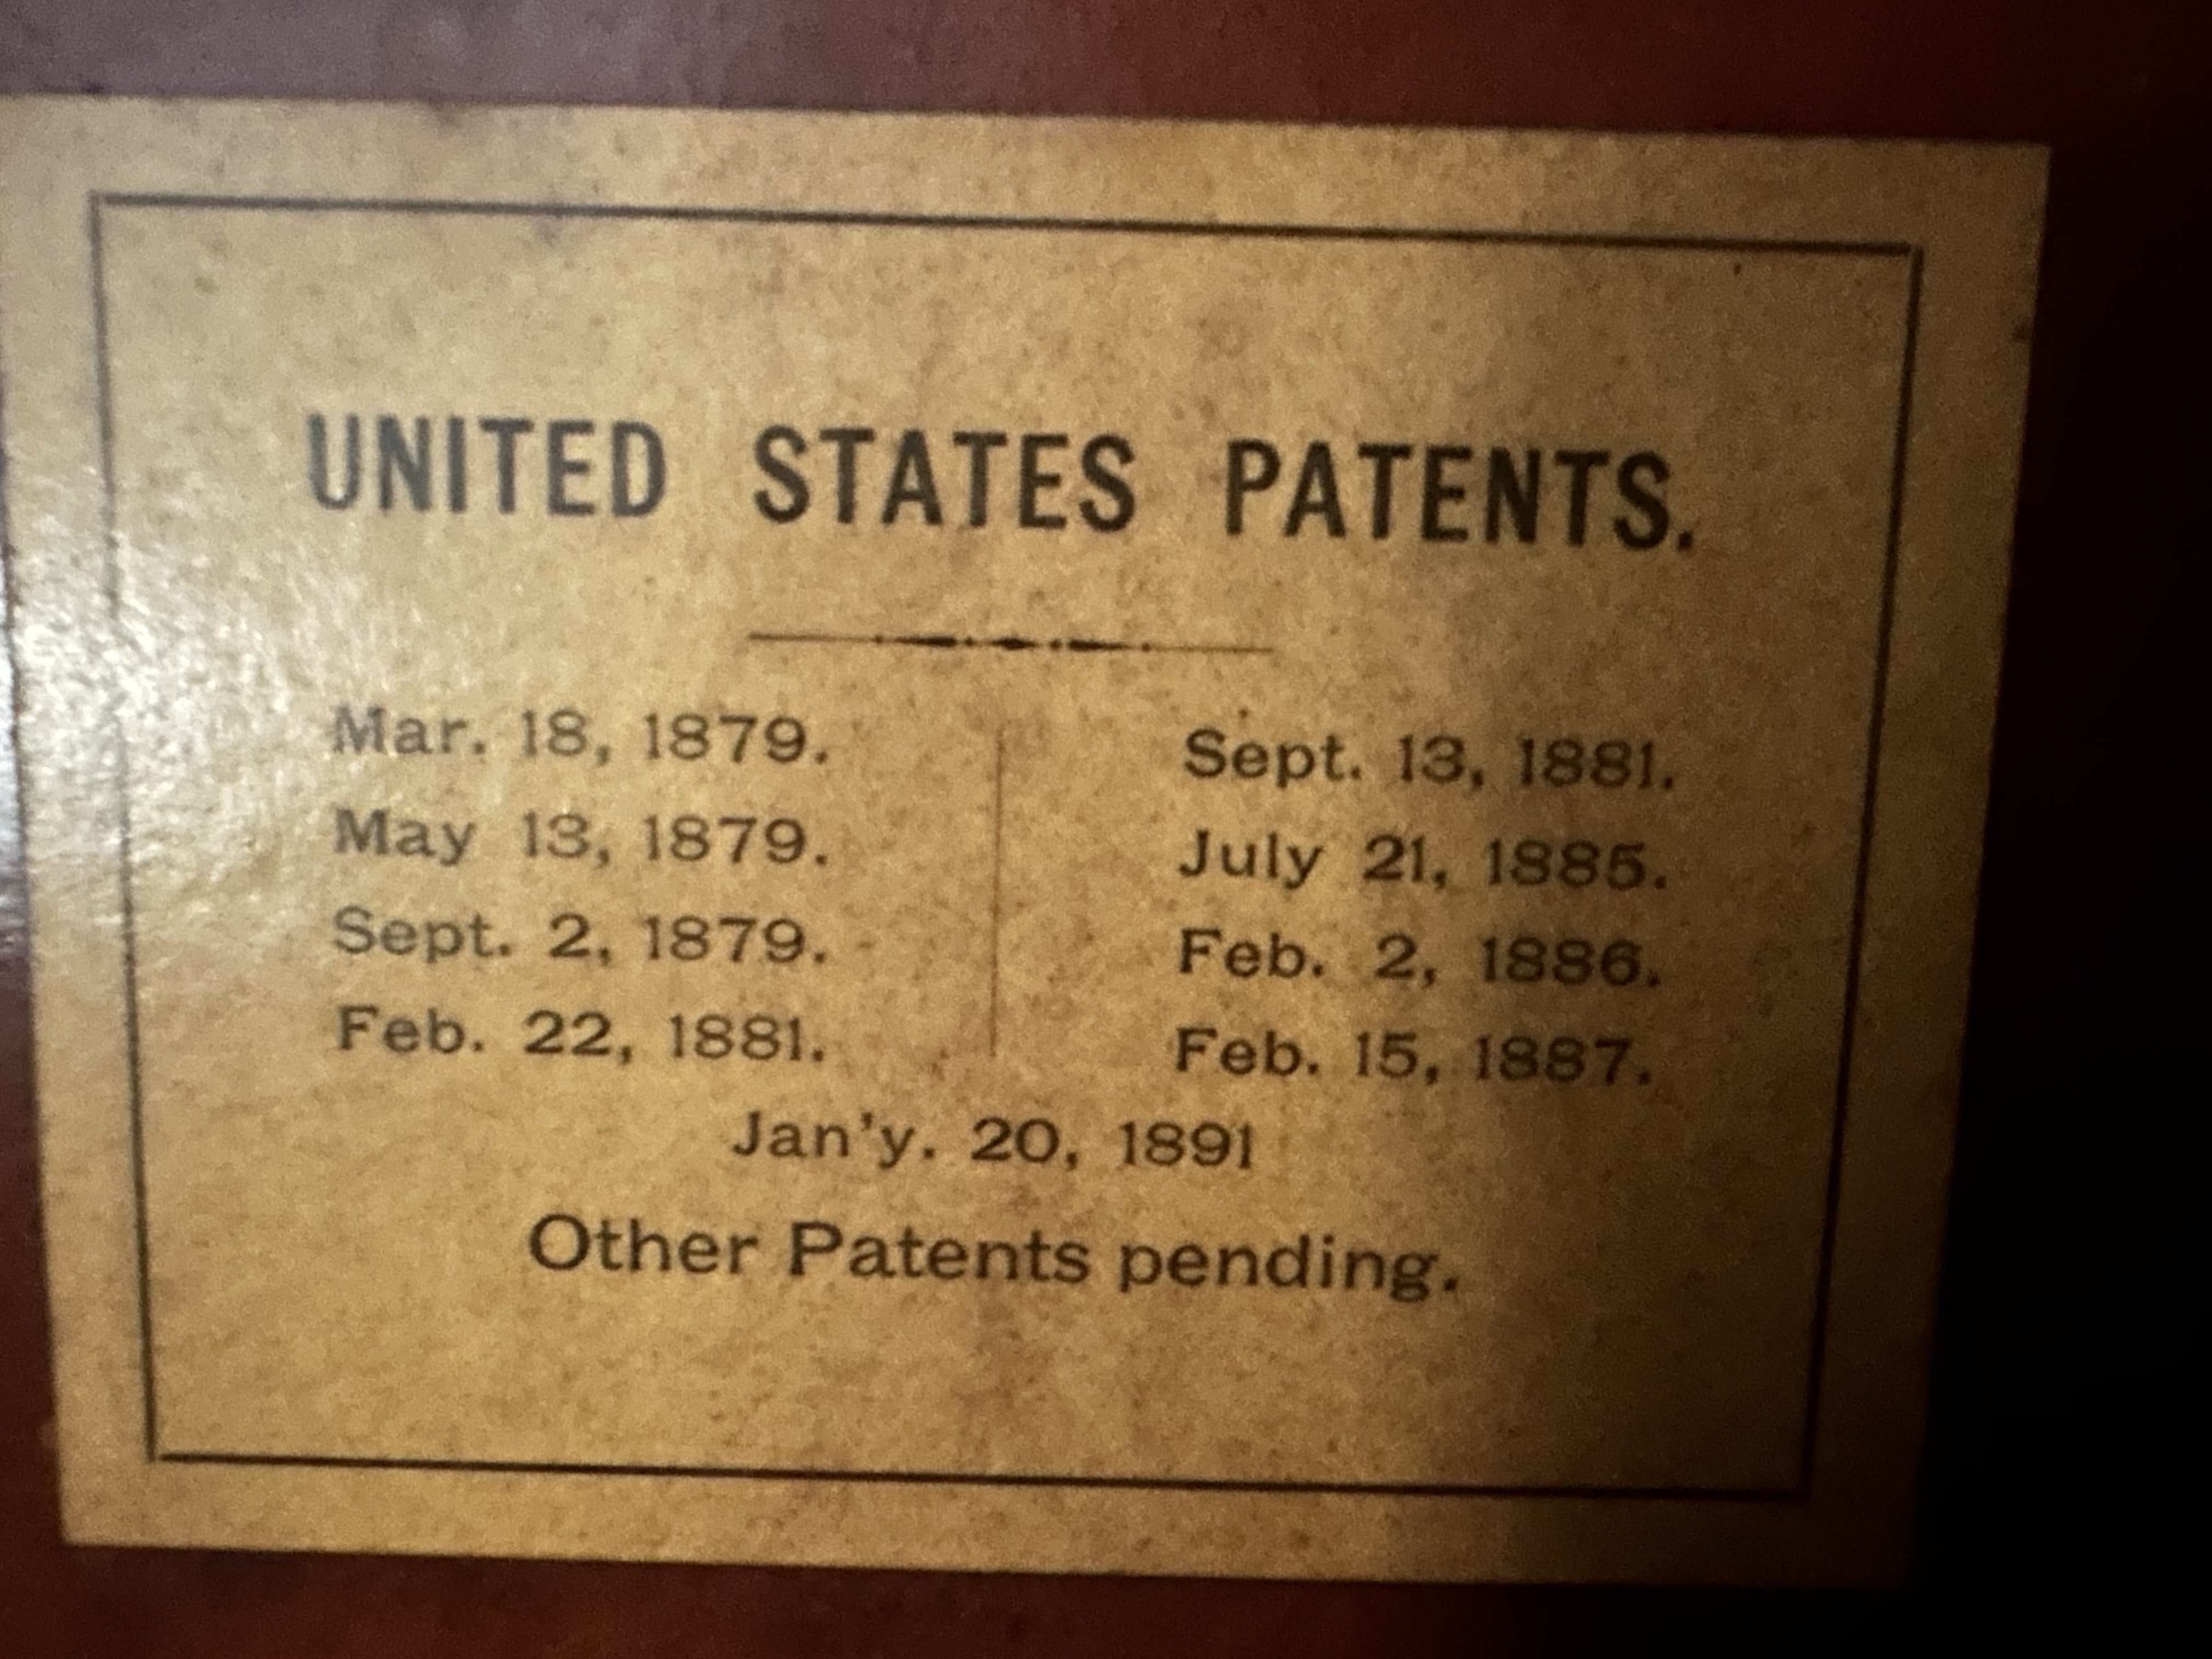 UNITED STATES PATENTS.
Mar. 18, 1879.
May 13, 1879.
Sept. 2, 1879.
Feb. 22, 1881.
Sept. 13, 1881.
July 21, 1885.
Feb. 2, 1886.
Feb. 15, 1887.
Jan'y. 20, 1891
Other Patents pending.